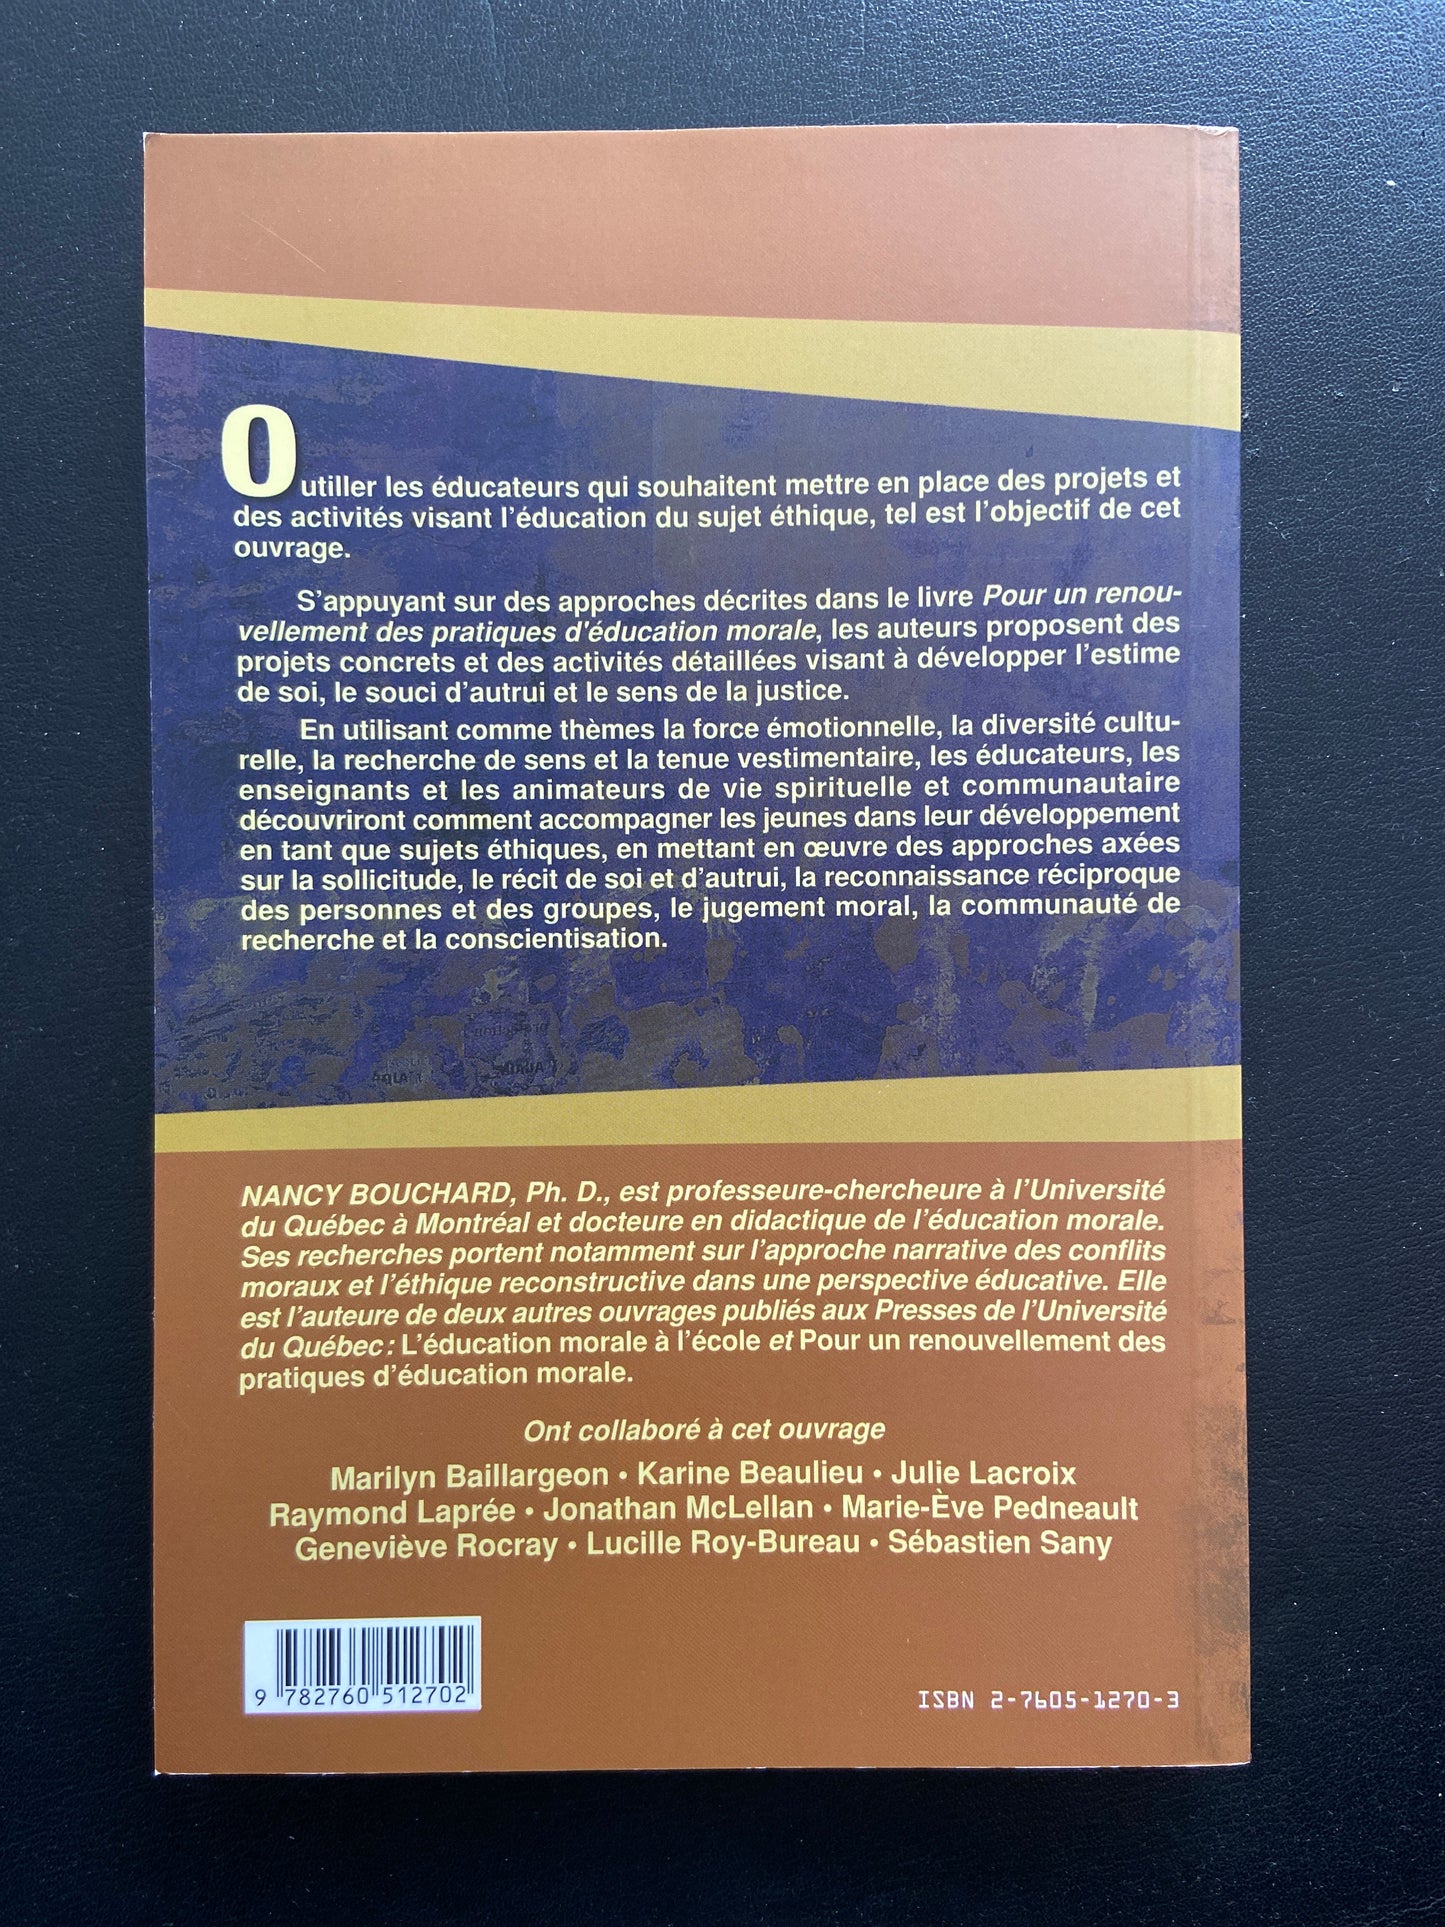 Outiller les éducateurs qui souhaitent mettre en place des projets et
des activités visant l'éducation du sujet éthique, tel est l'objectif de cet
ouvrage.
S'appuyant sur des approches décrites dans le livre Pour un renou-
vellement des pratiques d'éducation morale, les auteurs proposent des
projets concrets et des activités détaillées visant à développer l'estime
de soi, le souci d'autrui et le sens de la justice.
En utilisant comme thèmes la force émotionnelle, la diversité cultu-
relle, la recherche de sens et la tenue vestimentaire, les éducateurs, les
enseignants et les animateurs de vie spirituelle et communautaire
découvriront comment accompagner les jeunes dans leur développement
en tant que sujets éthiques, en mettant en œuvre des approches axées
sur la sollicitude, le récit de soi et d'autrui, la reconnaissance réciproque
des personnes et des groupes, le jugement moral, la communauté de
recherche et la conscientisation.
NANCY BOUCHARD, Ph. D., est professeure-chercheure à l'Université
du Québec à Montréal et docteure en didactique de l'éducation morale.
Ses recherches portent notamment sur l'approche narrative des conflits
moraux et l'éthique reconstructive dans une perspective éducative. Elle
est l'auteure de deux autres ouvrages publiés aux Presses de l'Université
du Québec : L'éducation morale à l'école et Pour un renouvellement des
pratiques d'éducation morale.
Ont collaboré à cet ouvrage
Marilyn Baillargeon • Karine Beaulieu • Julie Lacroix
Raymond Laprée • Jonathan McLellan • Marie-Ève Pedneault
Geneviève Rocray • Lucille Roy-Bureau • Sébastien Sany
9 782760 512702
ISBN 2-7605-1270-3